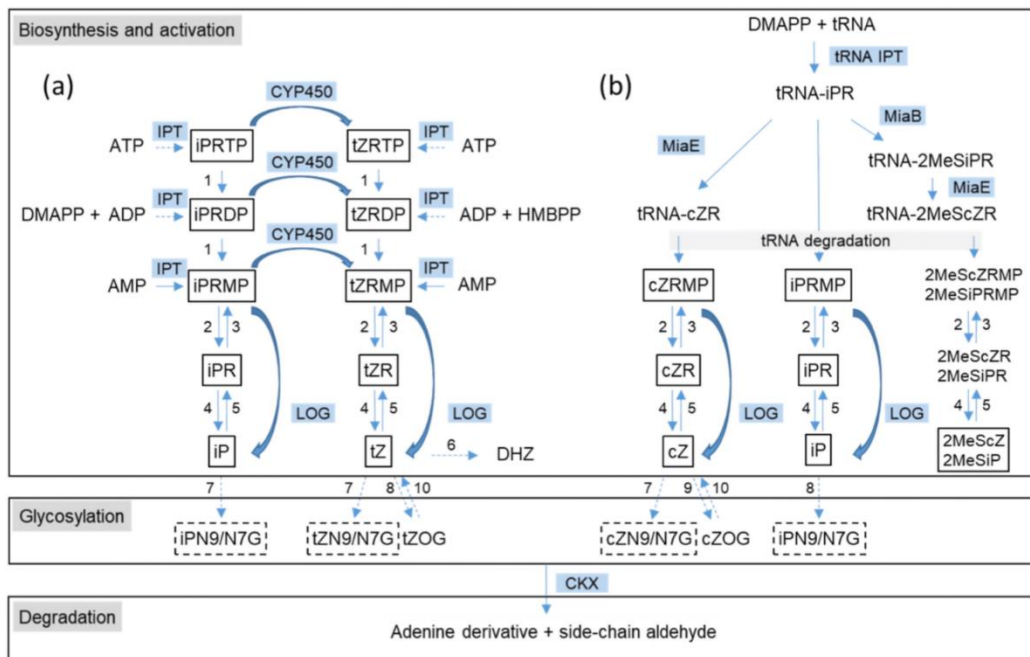 Biosynthesis and activation
DMAPP + tRNA
tRNA IPT
(a)
CYP450
(b)
tRNA-iPR
ATP IPT iPRTP tZRTP IPT ATP
MiaB
MiaE
tRNA-2MeSiPR
1 1
CYP450
MiaE
DMAPP + ADP IPT iPRDP tZRDP IPT ADP + HMBPP
tRNA-cZR
tRNA-2MeScZR
1 1
CYP450
tRNA degradation
AMP IPT iPRMP tZRMP IPT AMP
cZRMP iPRMP
2MeScZRMP
2MeSiPRMP
2 3 2 3 2 3 2 3 2 3
iPR tZR cZR iPR
2MeScZR
2MeSiPR
4 5 4 5 4 5 4 5 4 5
LOG LOG LOG LOG
iP tZ 6 DHZ cZ iP
2MeScZ
2MeSiP
7 7 8 10 7 9 10 8
Glycosylation
iPN9/N7G tZN9/N7G tZOG cZN9/N7G cZOG iPN9/N7G
CKX
Degradation
Adenine derivative + side-chain aldehyde